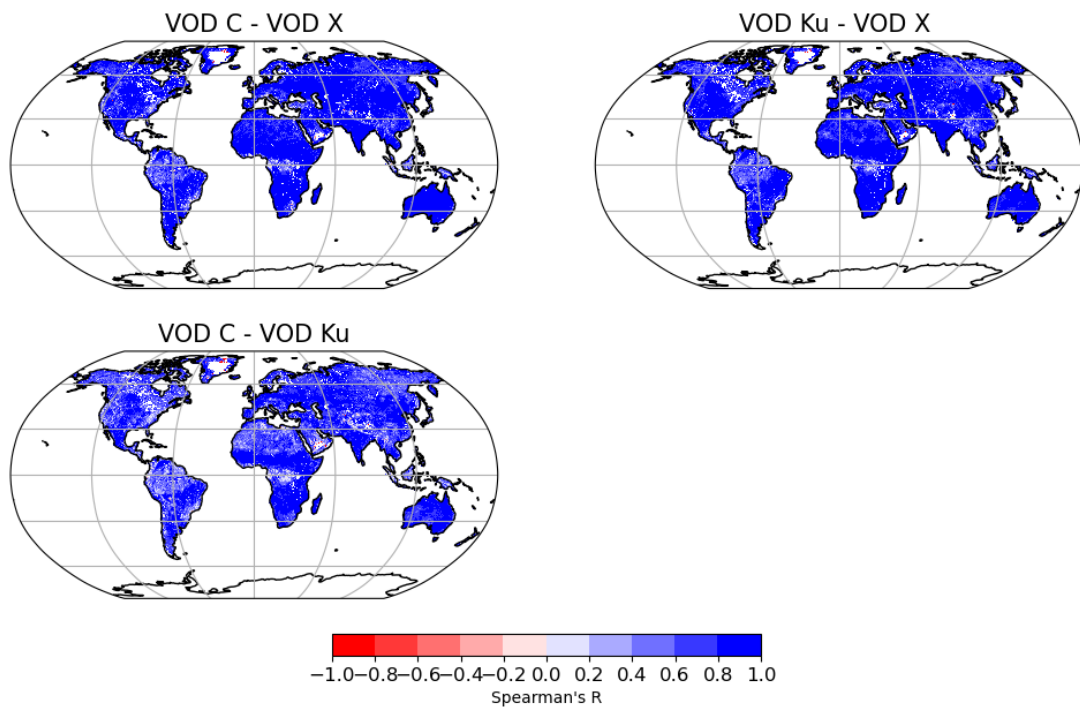 VOD C - VOD X
VOD Ku - VOD X
VOD C - VOD Ku
−1.0−0.8−0.6−0.4−0.2 0.0 0.2 0.4 0.6 0.8 1.0
Spearman's R